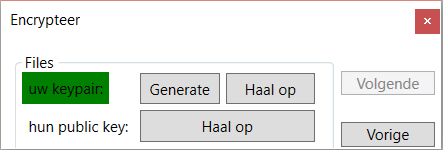 Encrypteer
Files
uw keypair: Generate Haal op
Volgende
hun public key: Haal op
Vorige